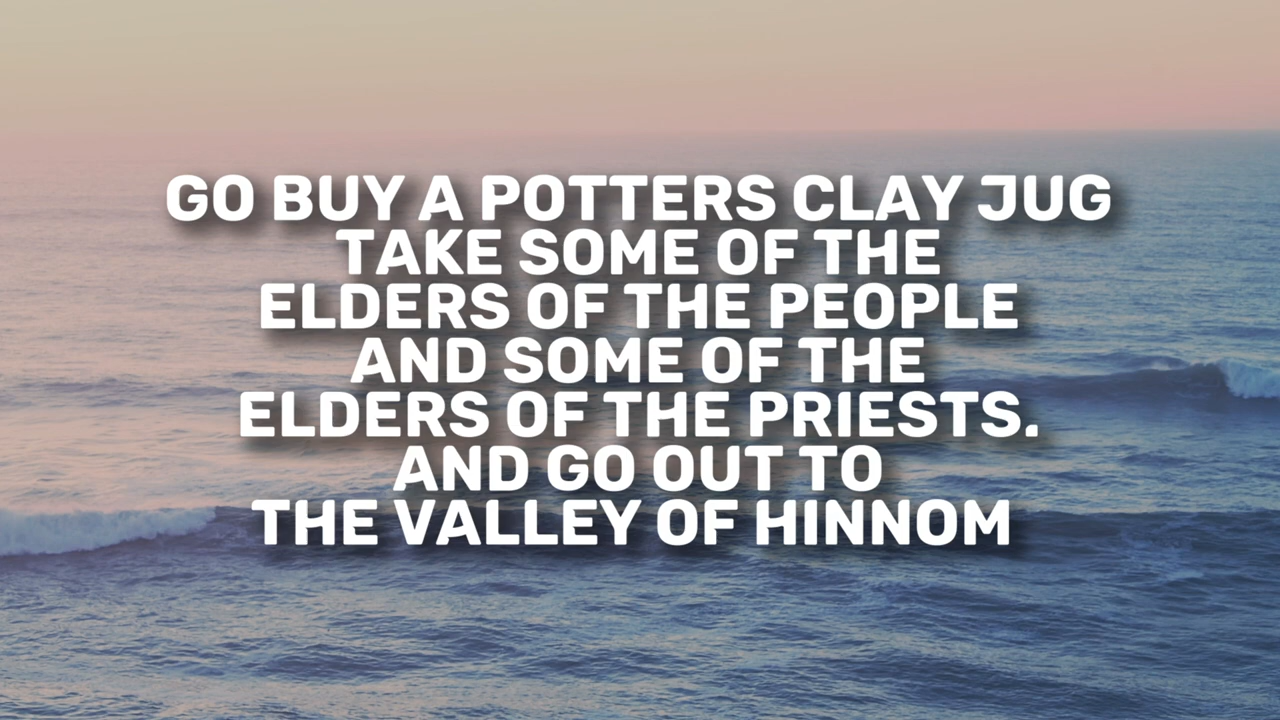 GO BUY A POTTERS CLAY JUG
TAKE SOME OF THE
ELDERS OF THE PEOPLE
AND SOME OF THE
ELDERS OF THE PRIESTS.
AND GO OUT TO
THE VALLEY OF HINNOM